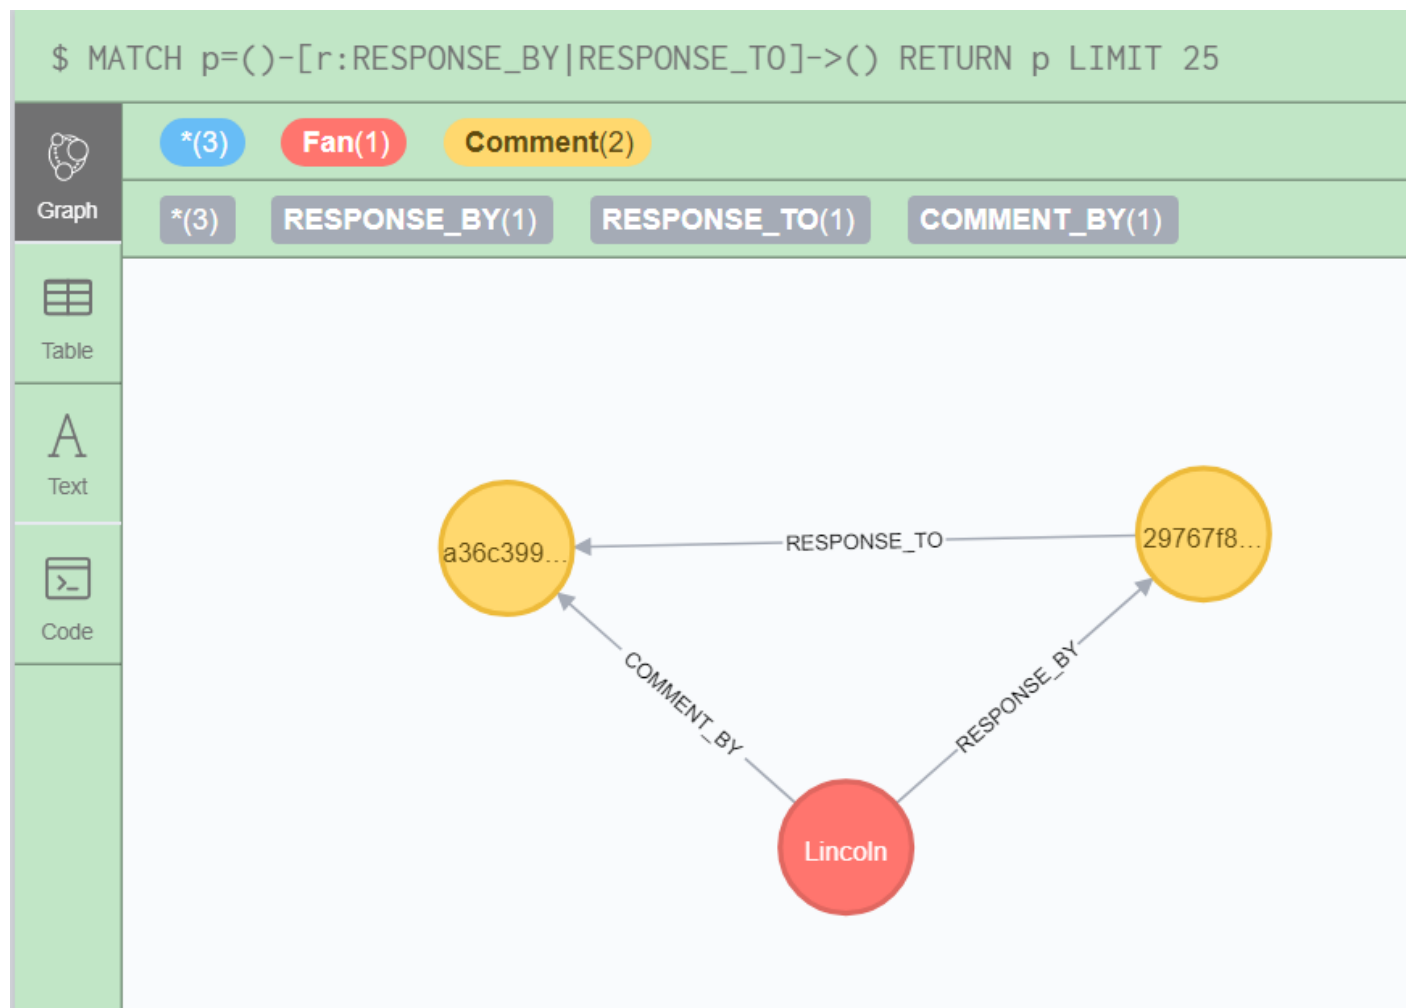 $ MATCH p=()-[r:RESPONSE_BY|RESPONSE_TO]->() RETURN p LIMIT 25
*(3) Fan(1) Comment(2)
Graph
*(3) RESPONSE_BY(1) RESPONSE_TO(1) COMMENT_BY(1)
Table
A
Text
>_
Code
a36c399...
RESPONSE_TO
29767f8...
COMMENT_BY
RESPONSE_BY
Lincoln